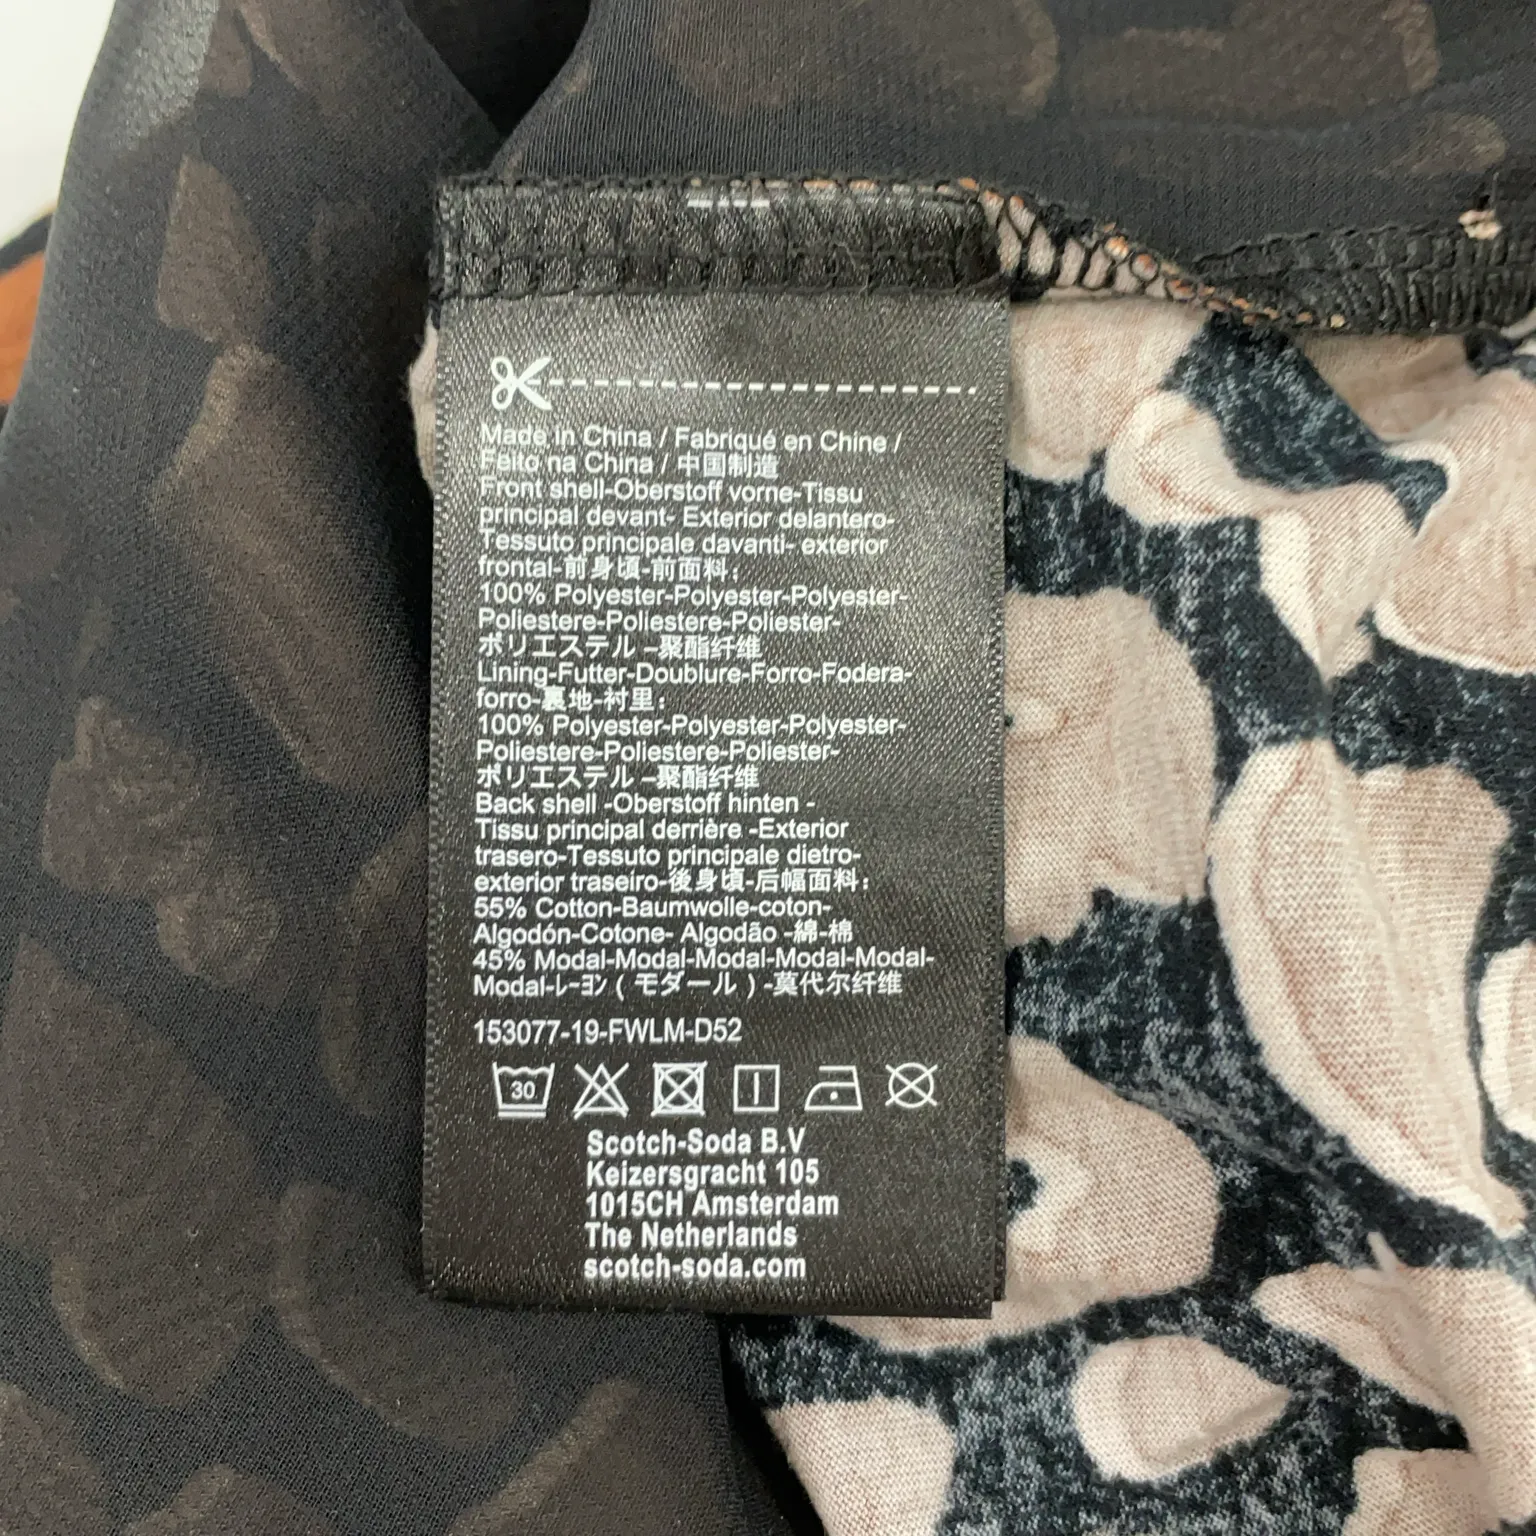 Made in China / Fabriqué en Chine /
Feito na China / 中国制造
Front shell-Oberstoff vorne-Tissu
principal devant- Exterior delantero-
Tessuto principale davanti- exterior
frontal-前身頃-前面料:
100% Polyester-Polyester-Polyester-
Poliestere-Poliestere-Poliester-
ポリエステル –聚酯纤维
Lining-Futter-Doublure-Forro-Fodera-
forro-裏地-衬里:
100% Polyester-Polyester-Polyester-
Poliestere-Poliestere-Poliester-
ポリエステル –聚酯纤维
Back shell -Oberstoff hinten -
Tissu principal derrière -Exterior
trasero-Tessuto principale dietro-
exterior traseiro-後身頃-后幅面料:
55% Cotton-Baumwolle-coton-
Algodón-Cotone- Algodão -綿-棉
45% Modal-Modal-Modal-Modal-Modal-
Modal-レーヨン ( モダール ) -莫代尔纤维
153077-19-FWLM-D52
30
Scotch-Soda B.V
Keizersgracht 105
1015CH Amsterdam
The Netherlands
scotch-soda.com